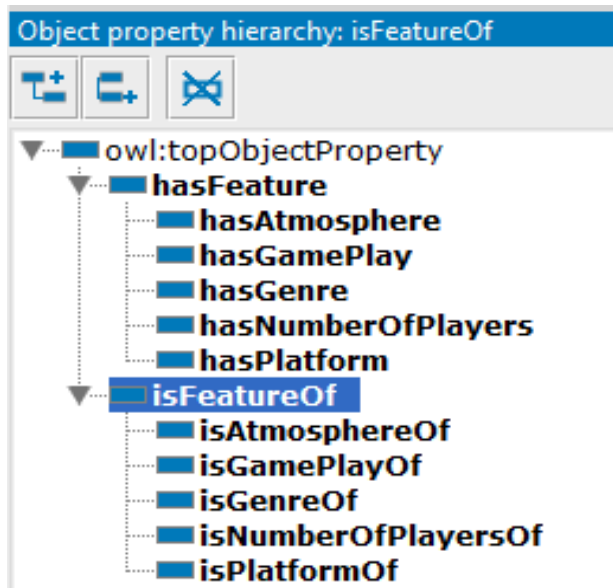 Object property hierarchy: isFeatureOf
owl:topObjectProperty
hasFeature
hasAtmosphere
hasGamePlay
hasGenre
hasNumberOfPlayers
hasPlatform
isFeatureOf
isAtmosphereOf
isGamePlayOf
isGenreOf
isNumberOfPlayersOf
isPlatformOf